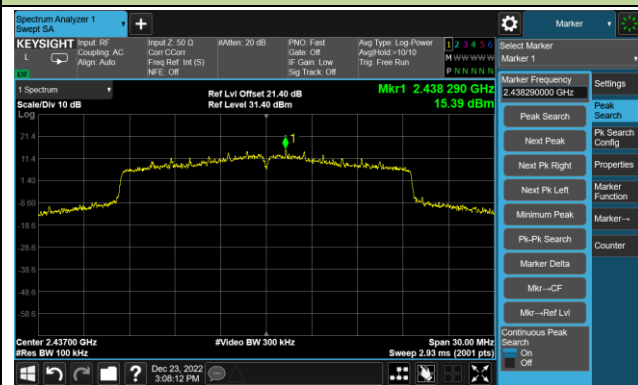 Spectrum Analyzer 1
Swept SA
Marker
KEYSIGHT
L
Input: RF
Coupling: AC
Align: Auto
Input Z: 50 Ω
Corr CCorr
Freq Ref: Int (S)
NFE: Off
#Atten: 20 dB
PNO: Fast
Gate: Off
IF Gain: Low
Sig Track: Off
Avg Type: Log-Power
Avg|Hold:>10/10
Trig: Free Run
1 2 3 4 5 6
M W W W W W
P N N N N N
Select Marker
Marker 1
1 Spectrum
Scale/Div 10 dB
Log
Ref Lvl Offset 21.40 dB
Ref Level 31.40 dBm
Mkr1 2.438 290 GHz
15.39 dBm
1
21.4
11.4
1.40
-8.60
-18.6
-28.6
-38.6
-48.6
-58.6
Center 2.43700 GHz
#Res BW 100 kHz
#Video BW 300 kHz
Span 30.00 MHz
Sweep 2.93 ms (2001 pts)
Marker Frequency
2.438290000 GHz
Peak Search
Next Peak
Next Pk Right
Next Pk Left
Minimum Peak
Pk-Pk Search
Marker Delta
Mkr→CF
Mkr→Ref Lvl
Continuous Peak
Search
On
Off
Settings
Peak
Search
Pk Search
Config
Properties
Marker
Function
Marker→
Counter
?
Dec 23, 2022
3:08:12 PM